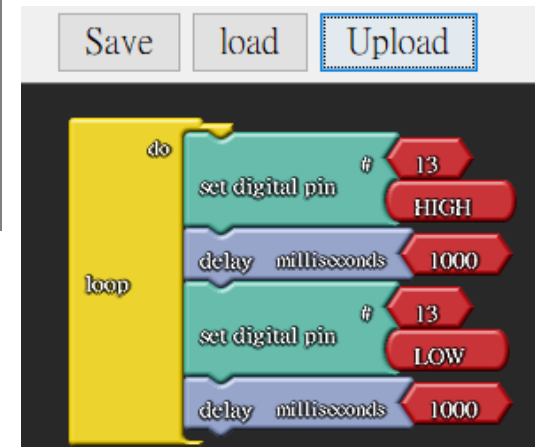 Save load Upload
do
# 13
set digital pin
HIGH
delay milliseconds 1000
loop
# 13
set digital pin
LOW
delay milliseconds 1000